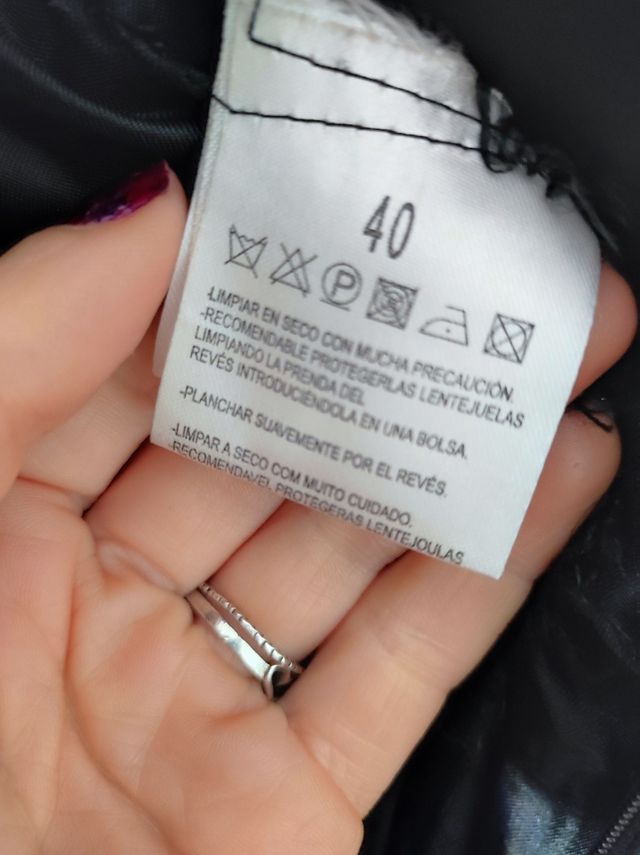 40
P
-LIMPIAR EN SECO CON MUCHA PRECAUCIÓN.
-RECOMENDABLE PROTEGERLAS LENTEJUELAS
LIMPIANDO LA PRENDA DEL
REVÉS INTRODUCIÉNDOLA EN UNA BOLSA.
-PLANCHAR SUAVEMENTE POR EL REVÉS.
-LIMPAR A SECO COM MUITO CUIDADO.
-RECOMENDAVEL PROTEGERAS LENTEJOULAS